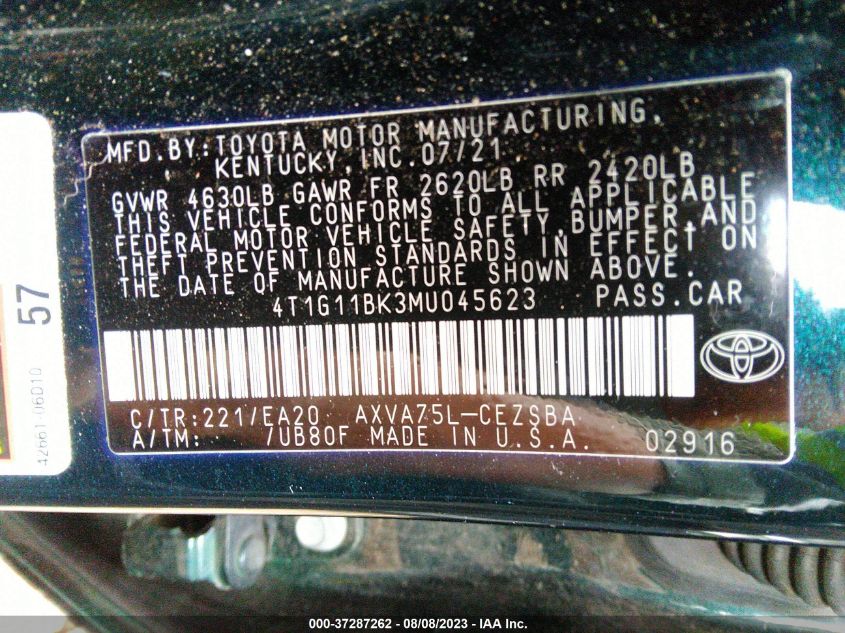 MFD.BY:TOYOTA MOTOR MANUFACTURING,
KENTUCKY,INC.07/21
GVWR 4630LB GAWR FR 2620LB RR 2420LB
THIS VEHICLE CONFORMS TO ALL APPLICABLE
FEDERAL MOTOR VEHICLE SAFETY,BUMPER,AND
THEFT PREVENTION STANDARDS IN EFFECT ON
THE DATE OF MANUFACTURE SHOWN ABOVE.
4T1G11BK3MU045623 PASS.CAR
C/TR:221/EA20 AXVA75L-CEZSBA
A/TM: /UB80F MADE IN U.S.A. 02916
57
42661-06D10
000-37287262 - 08/08/2023 - IAA Inc.